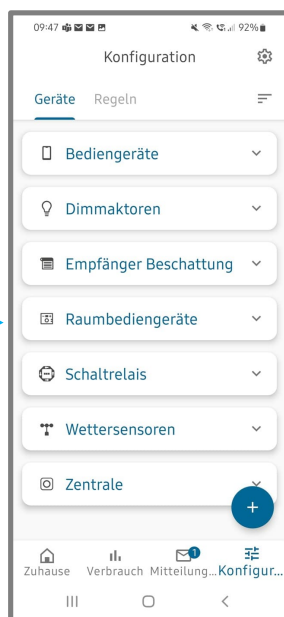 09:47 92%
Konfiguration
Geräte Regeln
Bediengeräte
Dimmaktoren
Empfänger Beschattung
Raumbediengeräte
Schaltrelais
Wettersensoren
Zentrale
+
1
Zuhause Verbrauch Mitteilung... Konfigur...